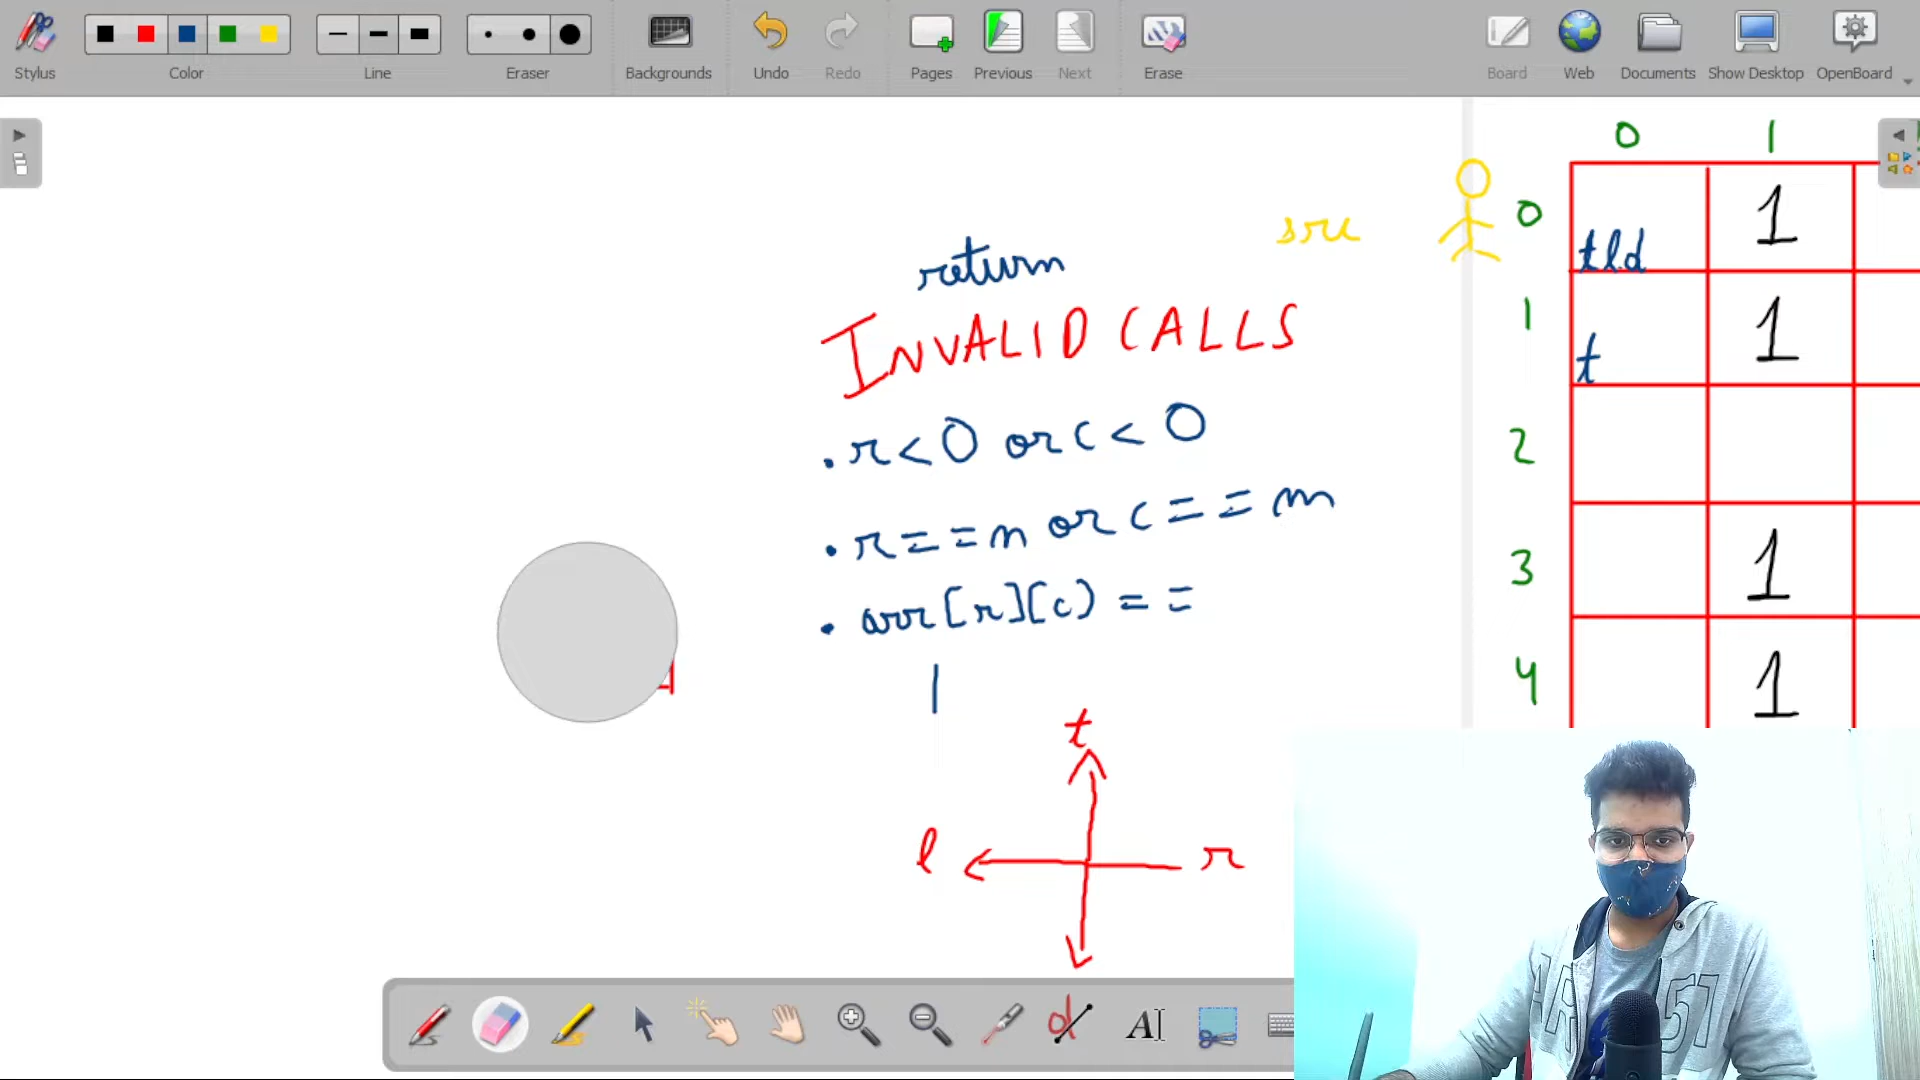 Stylus
Color
Line
Eraser
Backgrounds
Undo
Redo
Pages
Previous
Next
Erase
Board
Web
Documents
Show Desktop
OpenBoard
return
INVALID CALLS
. r < 0 or c < 0
. r = = n or c = = m
. arr[r][c) = =
1
t
l
r
src
0 1
0 tld 1
1 t 1
2
3 1
4 1
AI
57